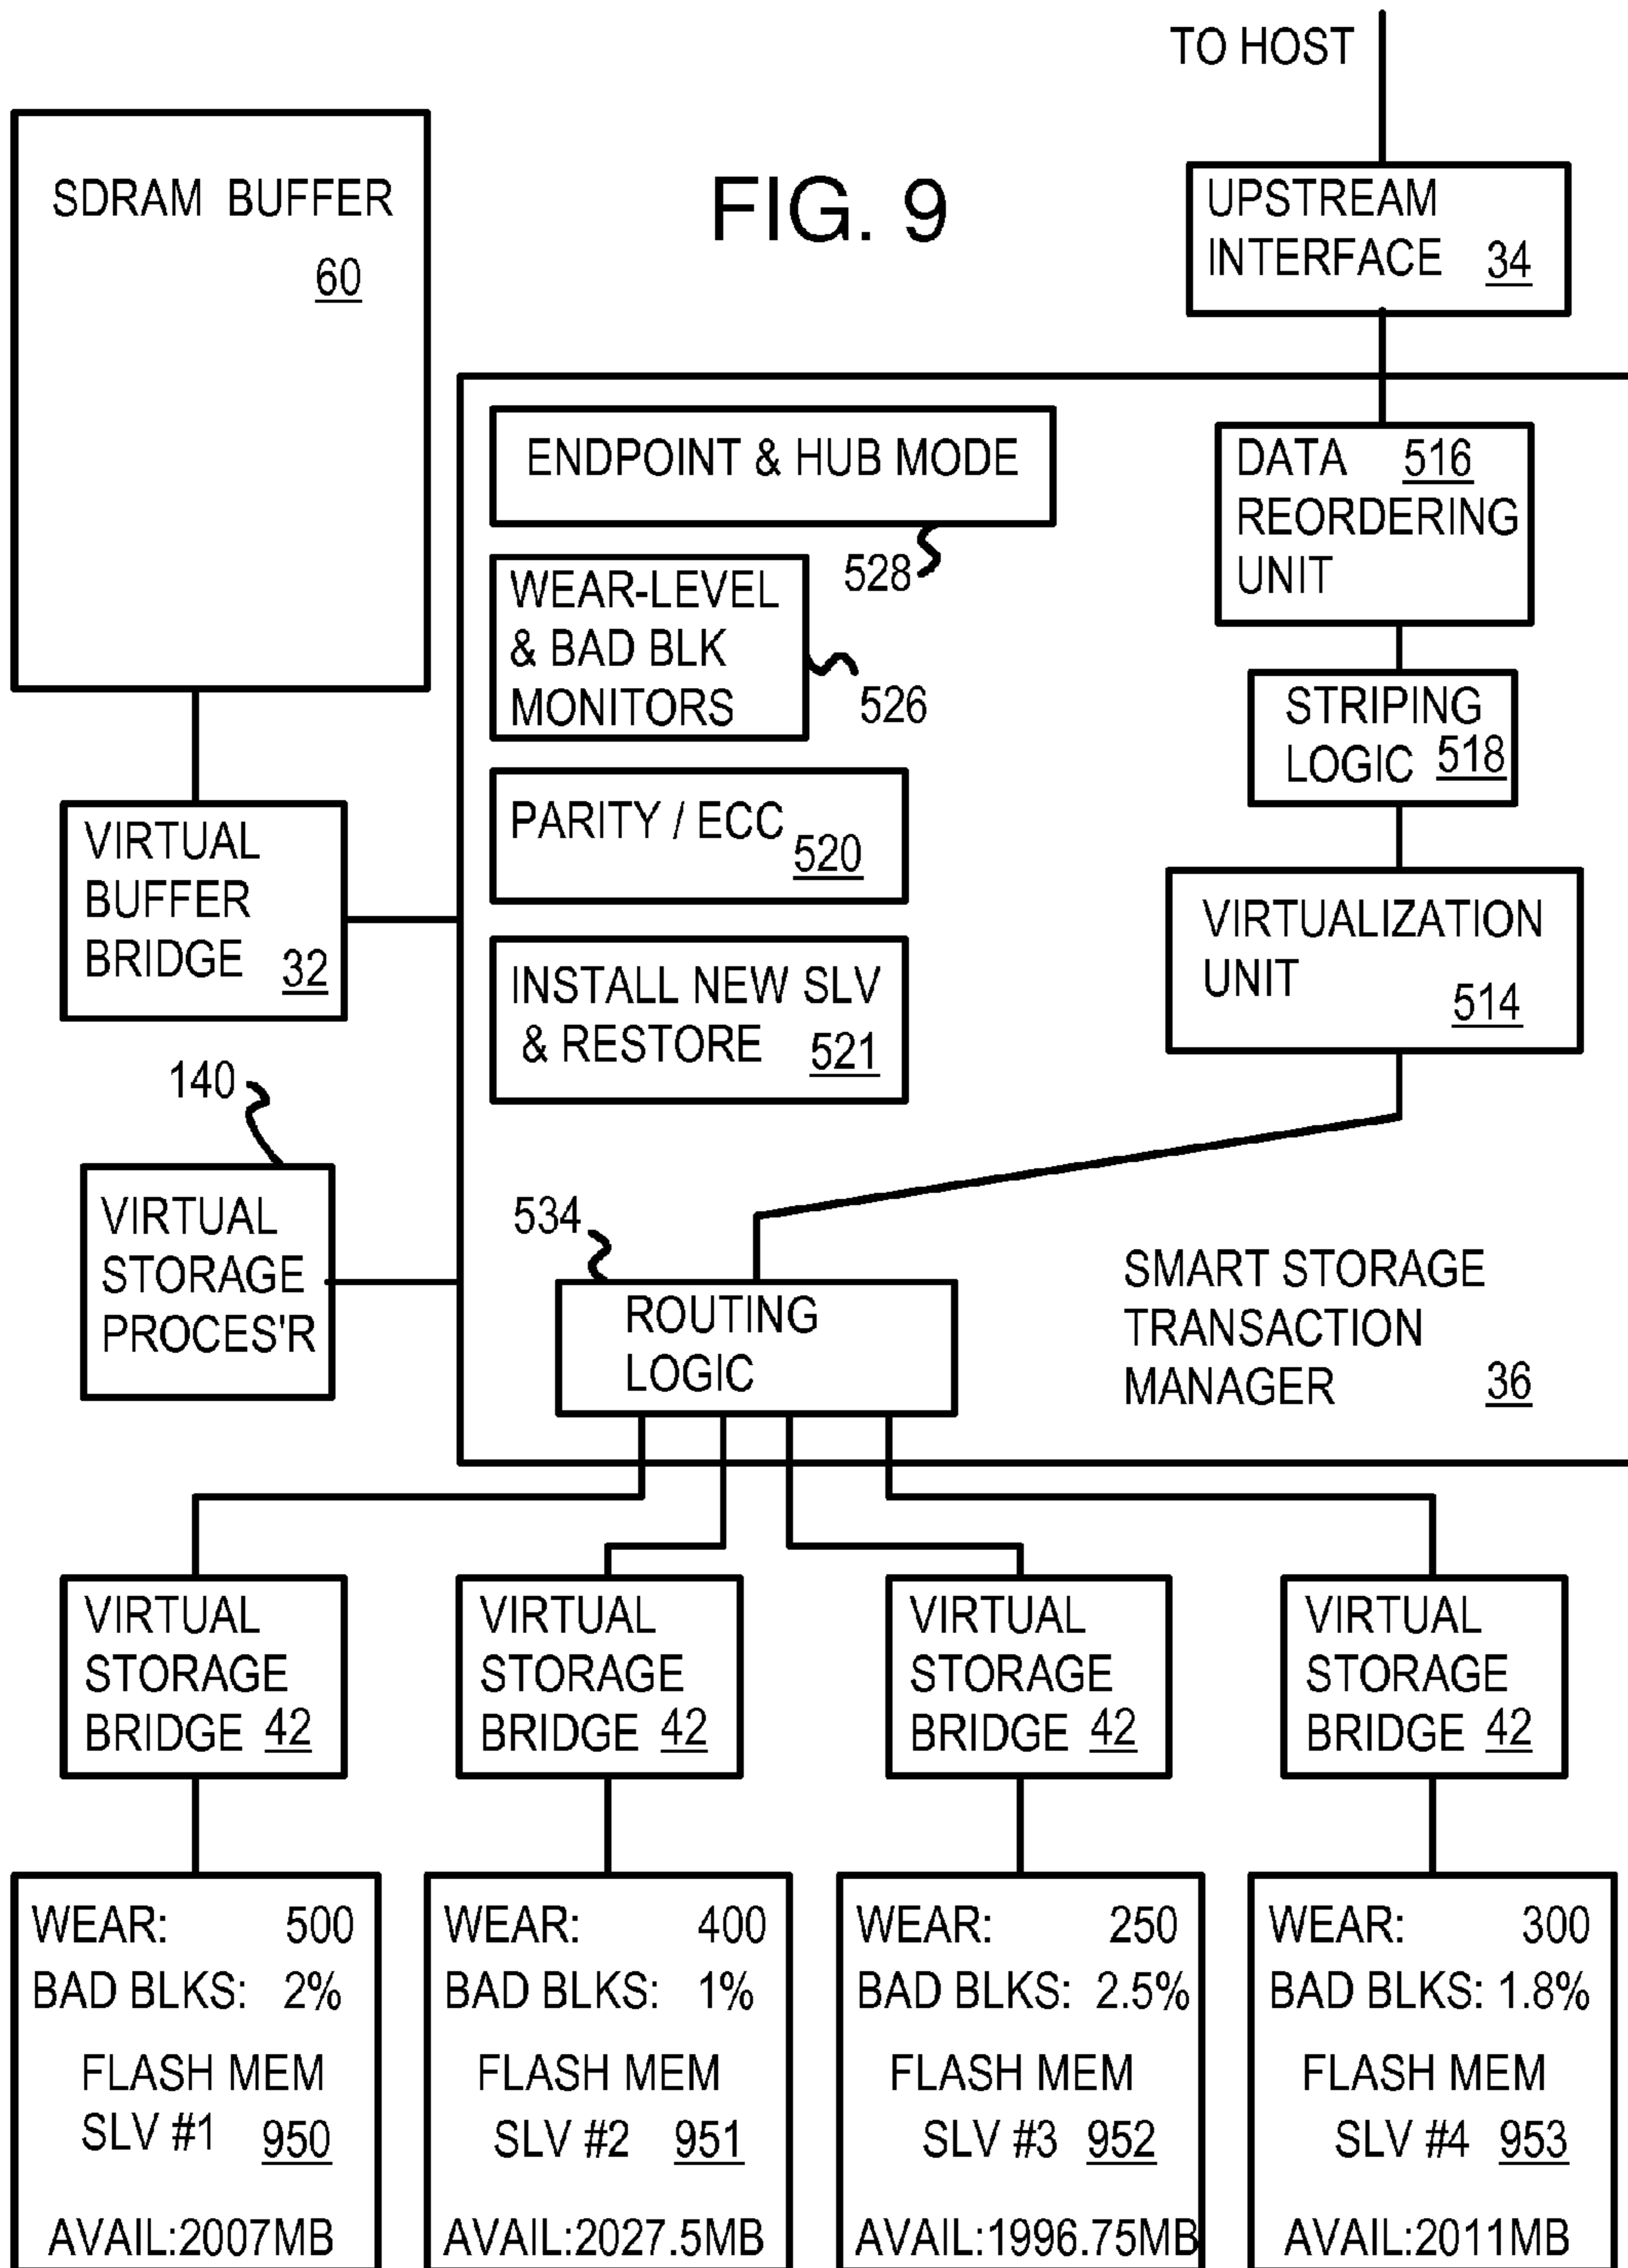 TO HOST
SDRAM BUFFER
60
FIG. 9
UPSTREAM
INTERFACE 34
ENDPOINT & HUB MODE
528
DATA 516
REORDERING
UNIT
WEAR-LEVEL
& BAD BLK
MONITORS
526
STRIPING
LOGIC 518
PARITY / ECC
520
VIRTUAL
BUFFER
BRIDGE 32
VIRTUALIZATION
UNIT
514
INSTALL NEW SLV
& RESTORE 521
140
VIRTUAL
STORAGE
PROCES'R
534
ROUTING
LOGIC
SMART STORAGE
TRANSACTION
MANAGER 36
VIRTUAL
STORAGE
BRIDGE 42
VIRTUAL
STORAGE
BRIDGE 42
VIRTUAL
STORAGE
BRIDGE 42
VIRTUAL
STORAGE
BRIDGE 42
WEAR: 500
BAD BLKS: 2%
FLASH MEM
SLV #1 950
AVAIL:2007MB
WEAR: 400
BAD BLKS: 1%
FLASH MEM
SLV #2 951
AVAIL:2027.5MB
WEAR: 250
BAD BLKS: 2.5%
FLASH MEM
SLV #3 952
AVAIL:1996.75MB
WEAR: 300
BAD BLKS: 1.8%
FLASH MEM
SLV #4 953
AVAIL:2011MB